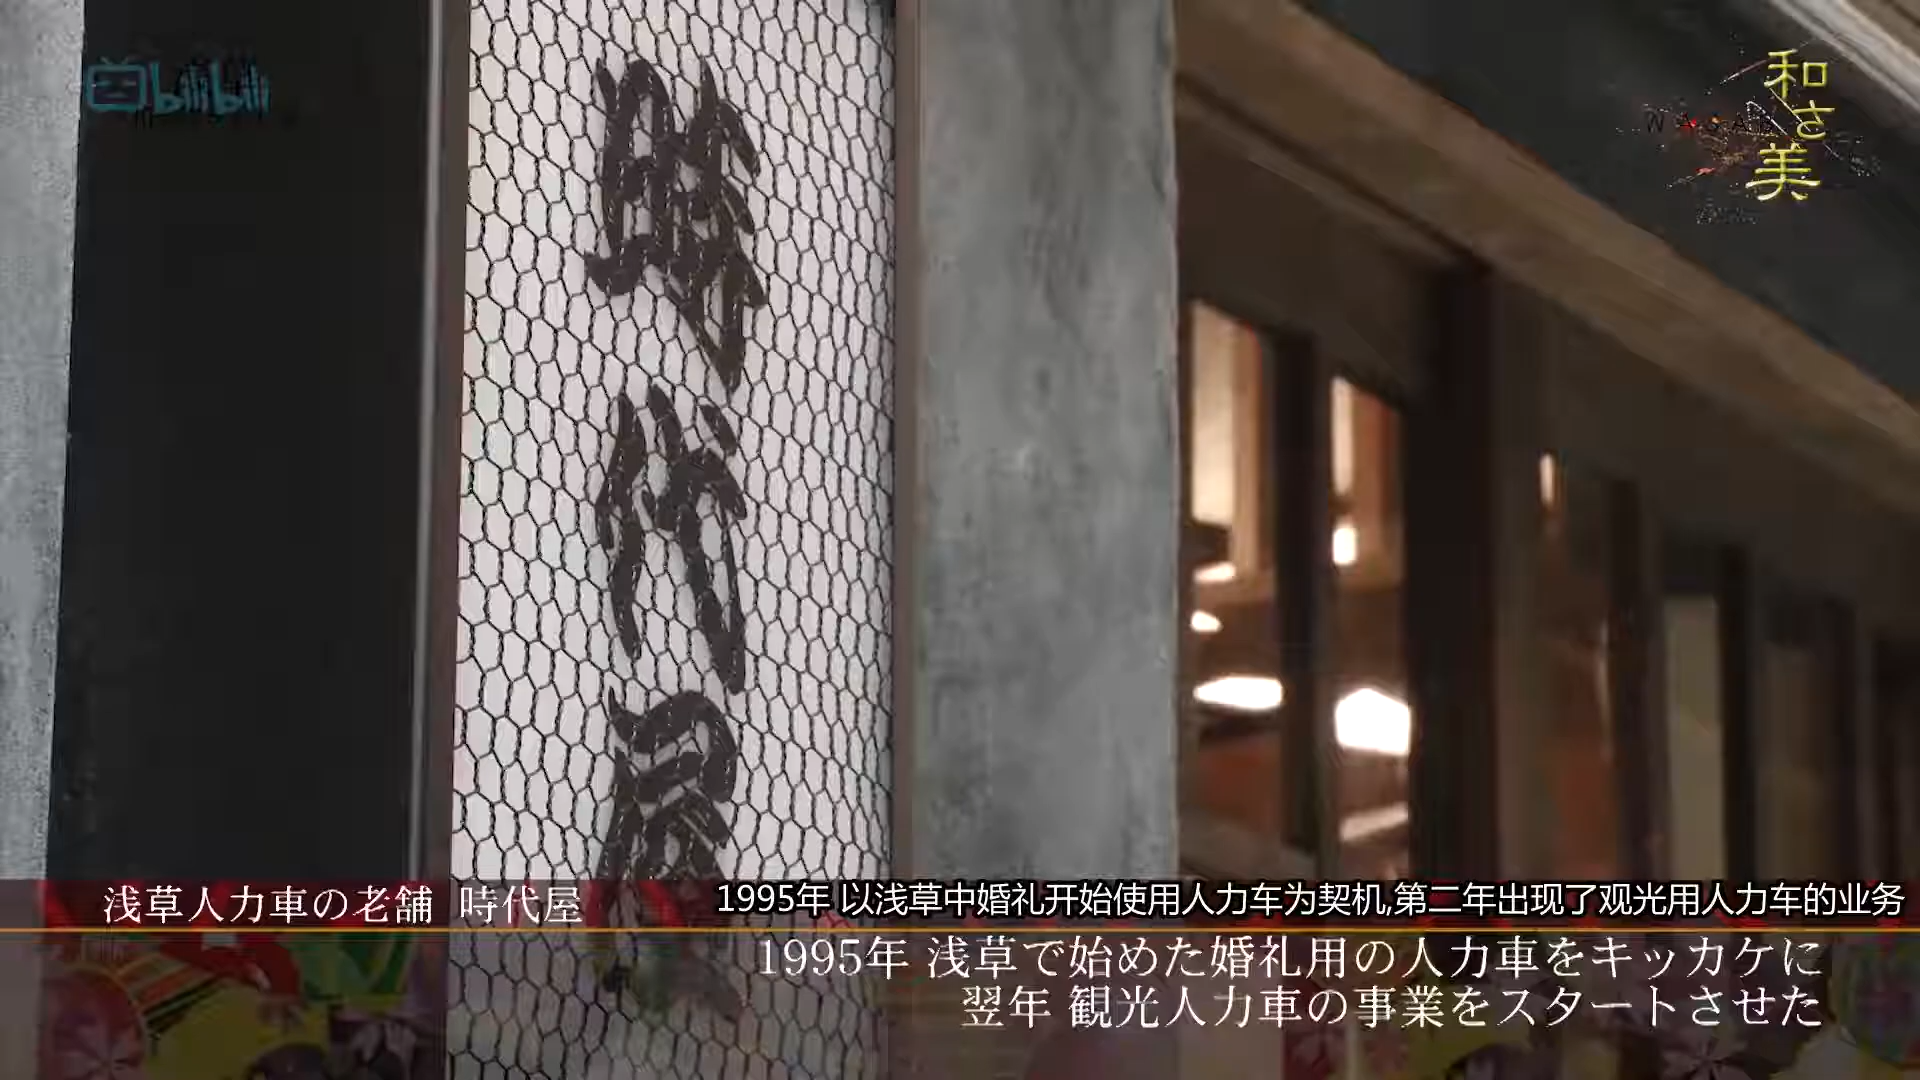 bilibili
和さ美
WASABI
時代屋
浅草人力車の老舗 時代屋
1995年 以浅草中婚礼开始使用人力车为契机,第二年出现了观光用人力车的业务
1995年 浅草で始めた婚礼用の人力車をキッカケに
翌年 観光人力車の事業をスタートさせた